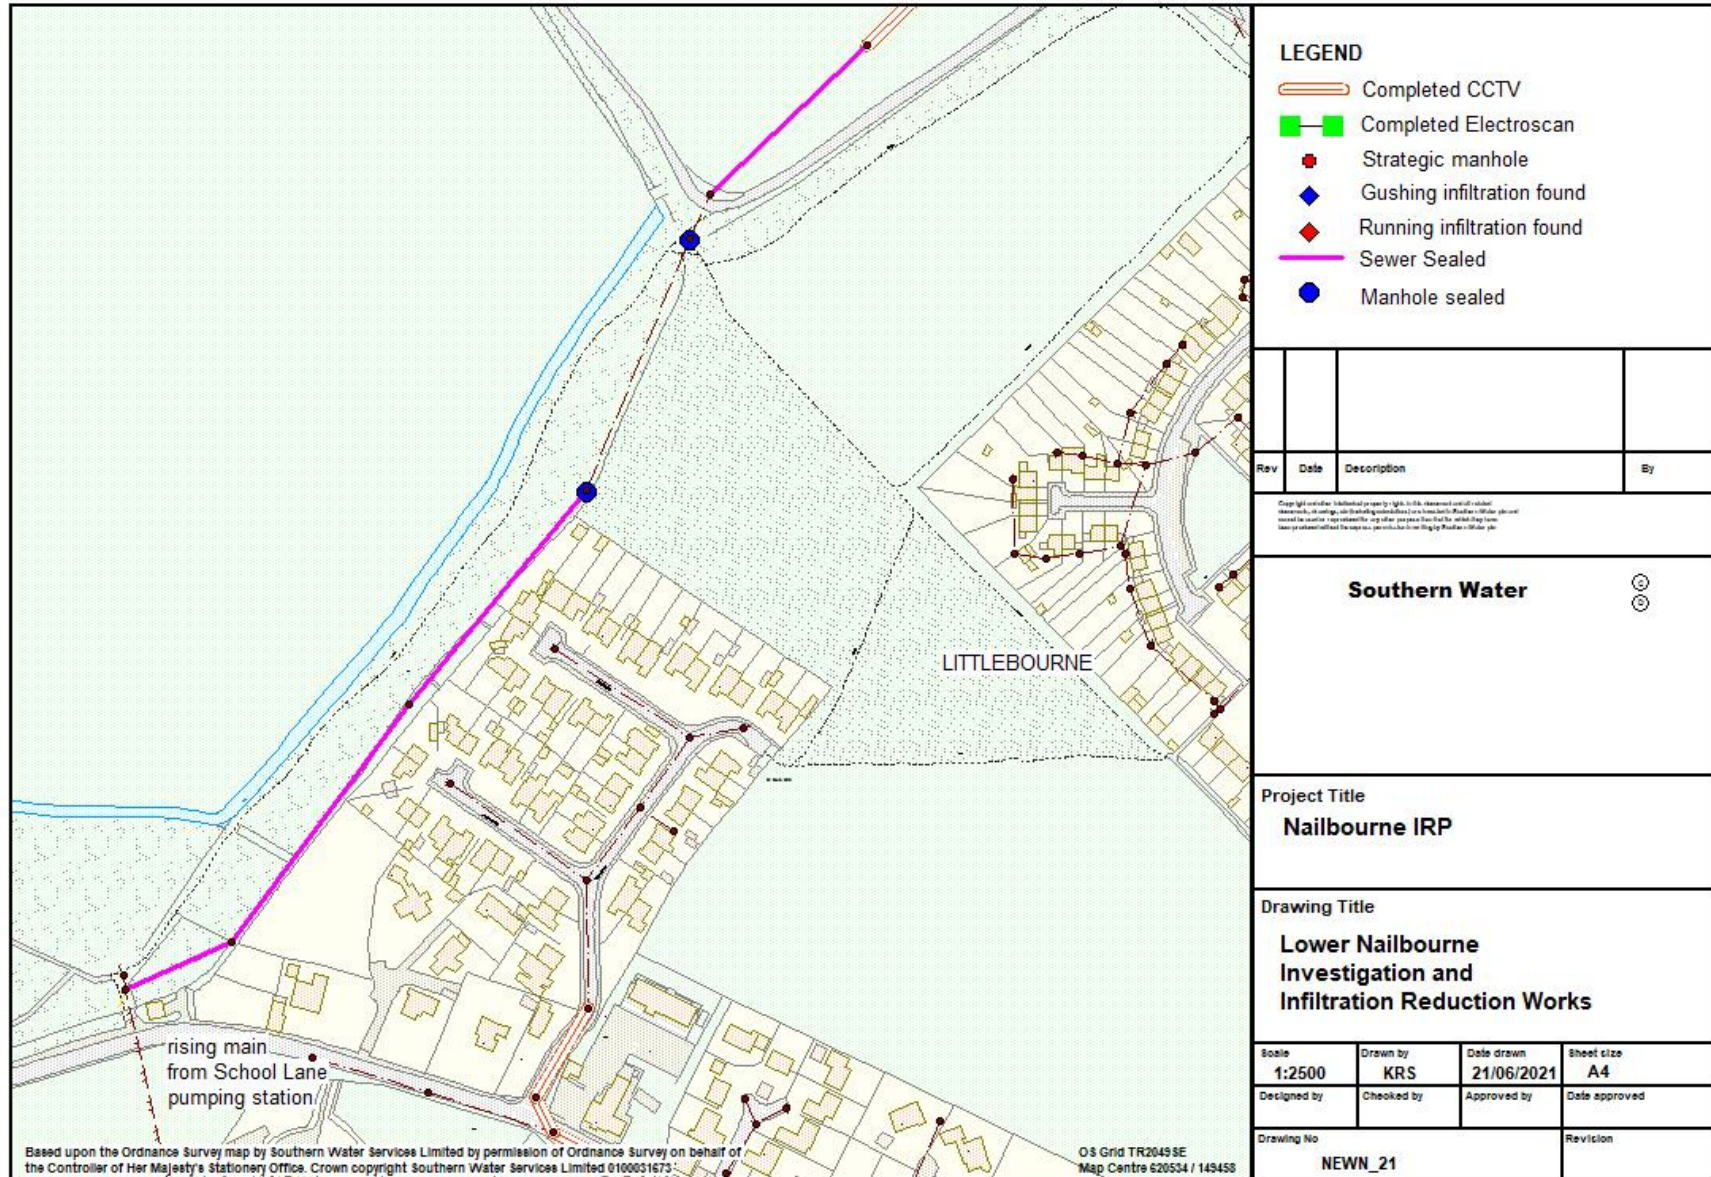 LITTLEBOURNE
rising main
from School Lane
pumping station
Based upon the Ordnance Survey map by Southern Water Services Limited by permission of Ordnance Survey on behalf of
the Controller of Her Majesty's Stationery Office. Crown copyright Southern Water Services Limited 0100031673
OS Grid TR2049SE
Map Centre 620534 / 149458
LEGEND
Completed CCTV
Completed Electroscan
Strategic manhole
Gushing infiltration found
Running infiltration found
Sewer Sealed
Manhole sealed
Rev Date Description By
Southern Water
Project Title
Nailbourne IRP
Drawing Title
Lower Nailbourne
Investigation and
Infiltration Reduction Works
Scale Drawn by Date drawn Sheet size
1:2500 KRS 21/06/2021 A4
Designed by Checked by Approved by Date approved
Drawing No Revision
NEWN_21